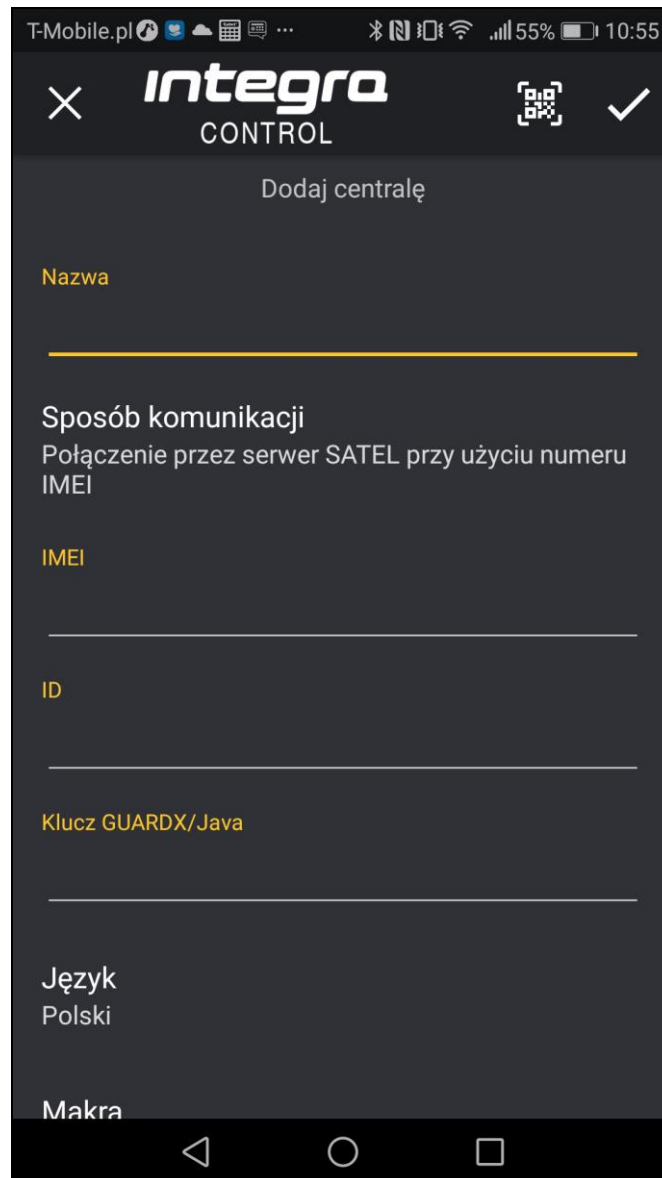 T-Mobile.pl ... 55% 10:55
Integra
CONTROL
Dodaj centralę
Nazwa
Sposób komunikacji
Połączenie przez serwer SATEL przy użyciu numeru
IMEI
IMEI
ID
Klucz GUARDX/Java
Język
Polski
Makra